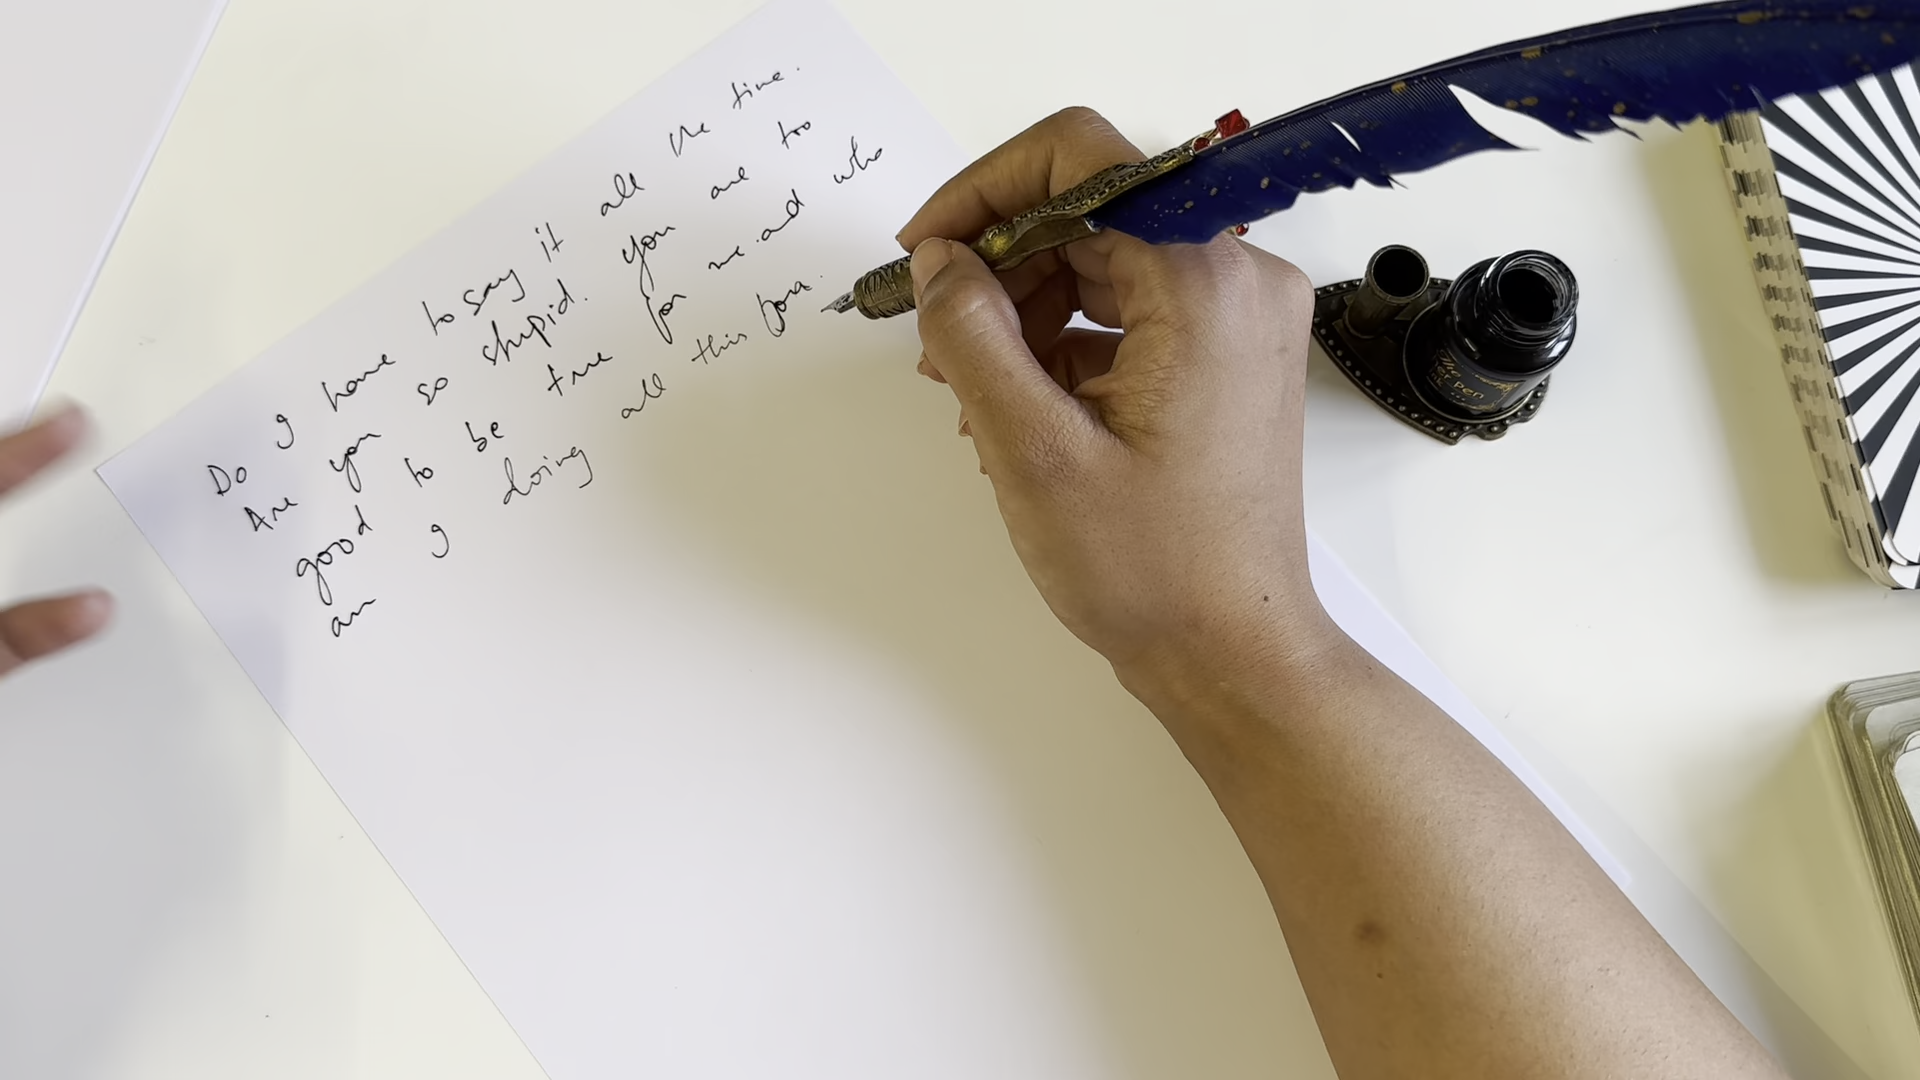 Do I have to say it all the time.
Are you so stupid. you are too
good to be true for me and who
am I doing all this for.
Pen